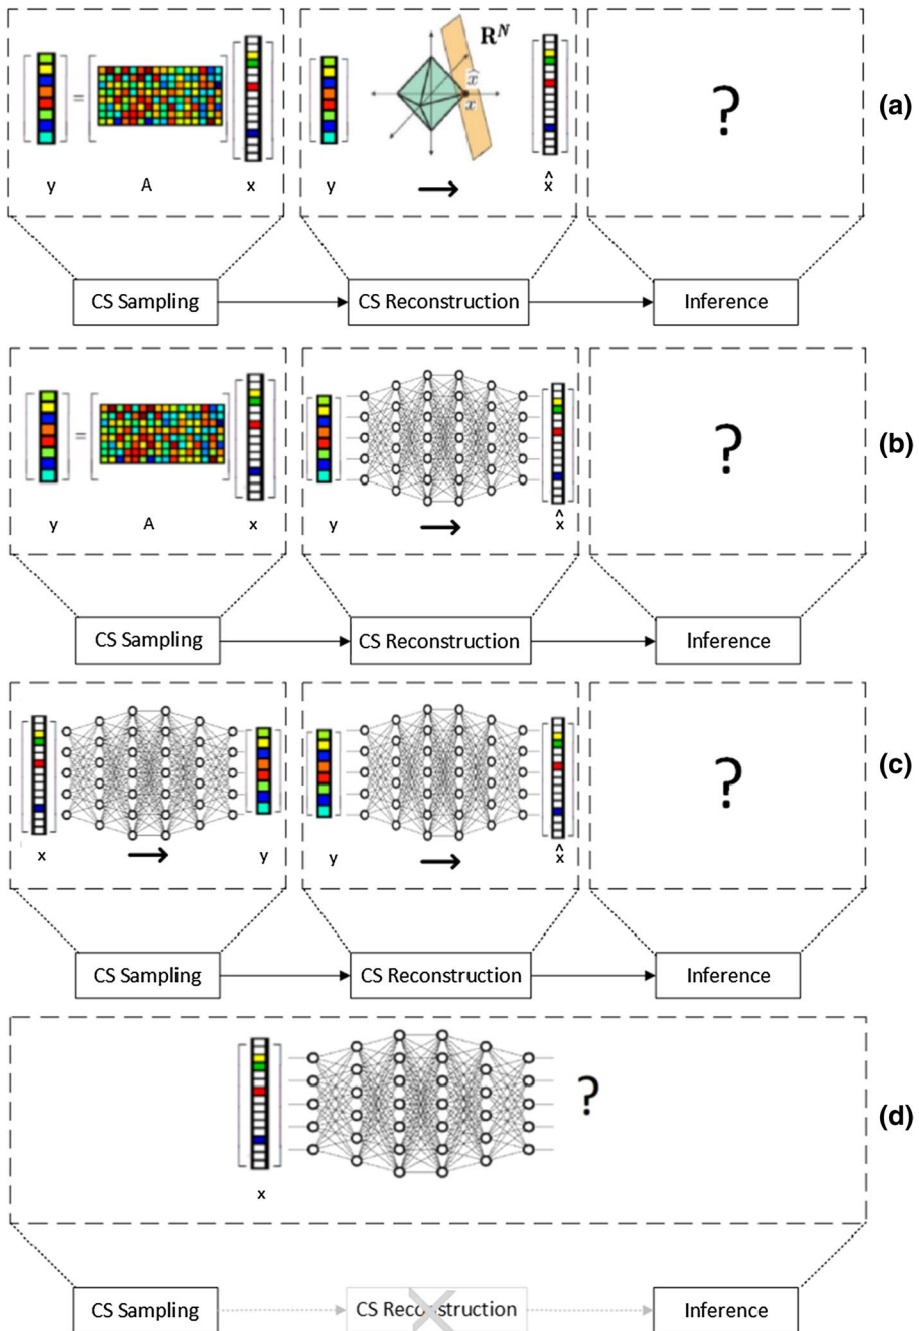 R^N
=
x̂
x
?
(a)
y A x
y → x̂
CS Sampling CS Reconstruction Inference
=
?
(b)
y A x
y → x̂
CS Sampling CS Reconstruction Inference
?
(c)
x → y
y → x̂
CS Sampling CS Reconstruction Inference
?
(d)
x
CS Sampling CS Reconstruction Inference